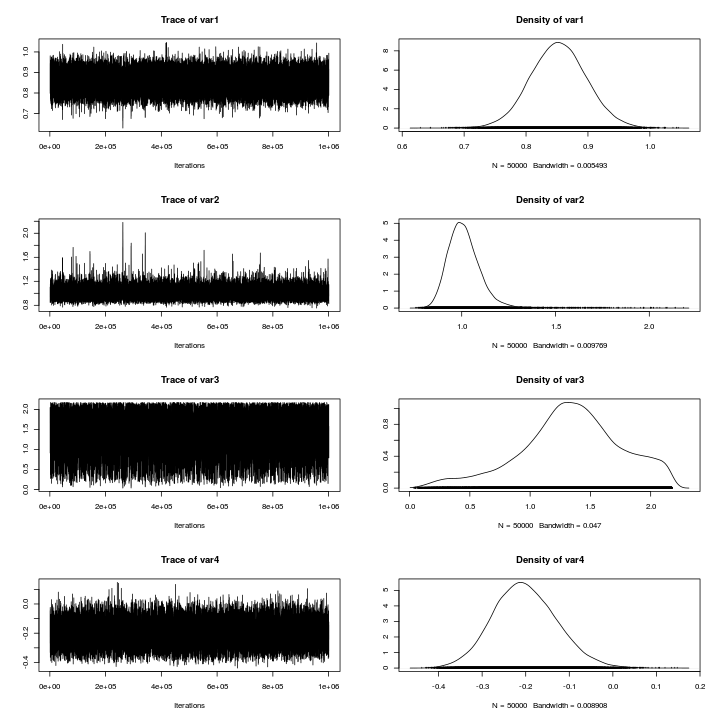 Trace of var1
0.7 0.8 0.9 1.0
0e+00 2e+05 4e+05 6e+05 8e+05 1e+06
Iterations
Density of var1
0 2 4 6 8
0.6 0.7 0.8 0.9 1.0
N = 50000 Bandwidth = 0.005493
Trace of var2
0.8 1.2 1.6 2.0
0e+00 2e+05 4e+05 6e+05 8e+05 1e+06
Iterations
Density of var2
0 1 2 3 4 5
1.0 1.5 2.0
N = 50000 Bandwidth = 0.009769
Trace of var3
0.0 0.5 1.0 1.5 2.0
0e+00 2e+05 4e+05 6e+05 8e+05 1e+06
Iterations
Density of var3
0.0 0.4 0.8
0.0 0.5 1.0 1.5 2.0
N = 50000 Bandwidth = 0.047
Trace of var4
-0.4 -0.2 0.0
0e+00 2e+05 4e+05 6e+05 8e+05 1e+06
Iterations
Density of var4
0 1 2 3 4 5
-0.4 -0.3 -0.2 -0.1 0.0 0.1 0.2
N = 50000 Bandwidth = 0.008908